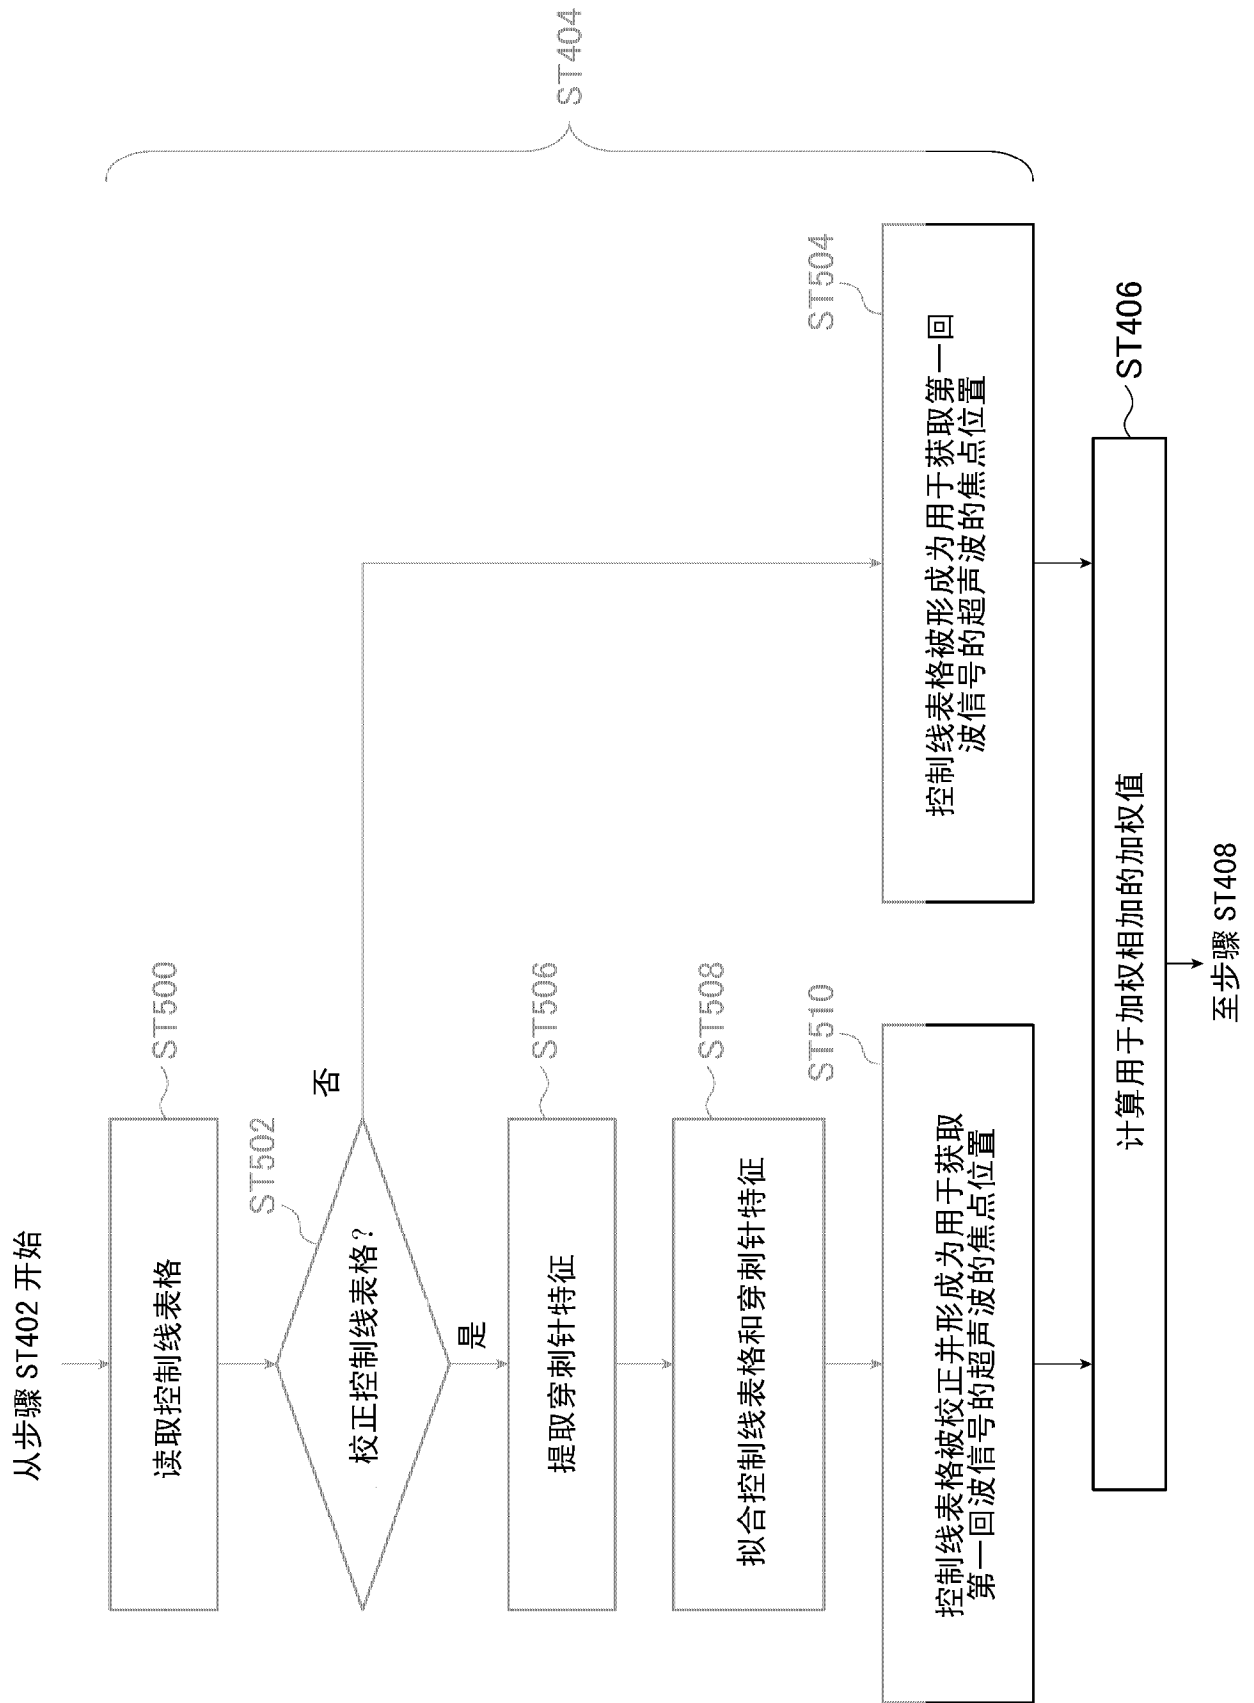 从步骤 ST402 开始
读取控制线表格
ST500
校正控制线表格?
ST502
否
是
提取穿刺针特征
ST506
拟合控制线表格和穿刺针特征
ST508
控制线表格被校正并形成为用于获取
第一回波信号的超声波的焦点位置
ST510
控制线表格被形成为用于获取第一回
波信号的超声波的焦点位置
ST504
ST404
计算用于加权相加的加权值
ST406
至步骤 ST408